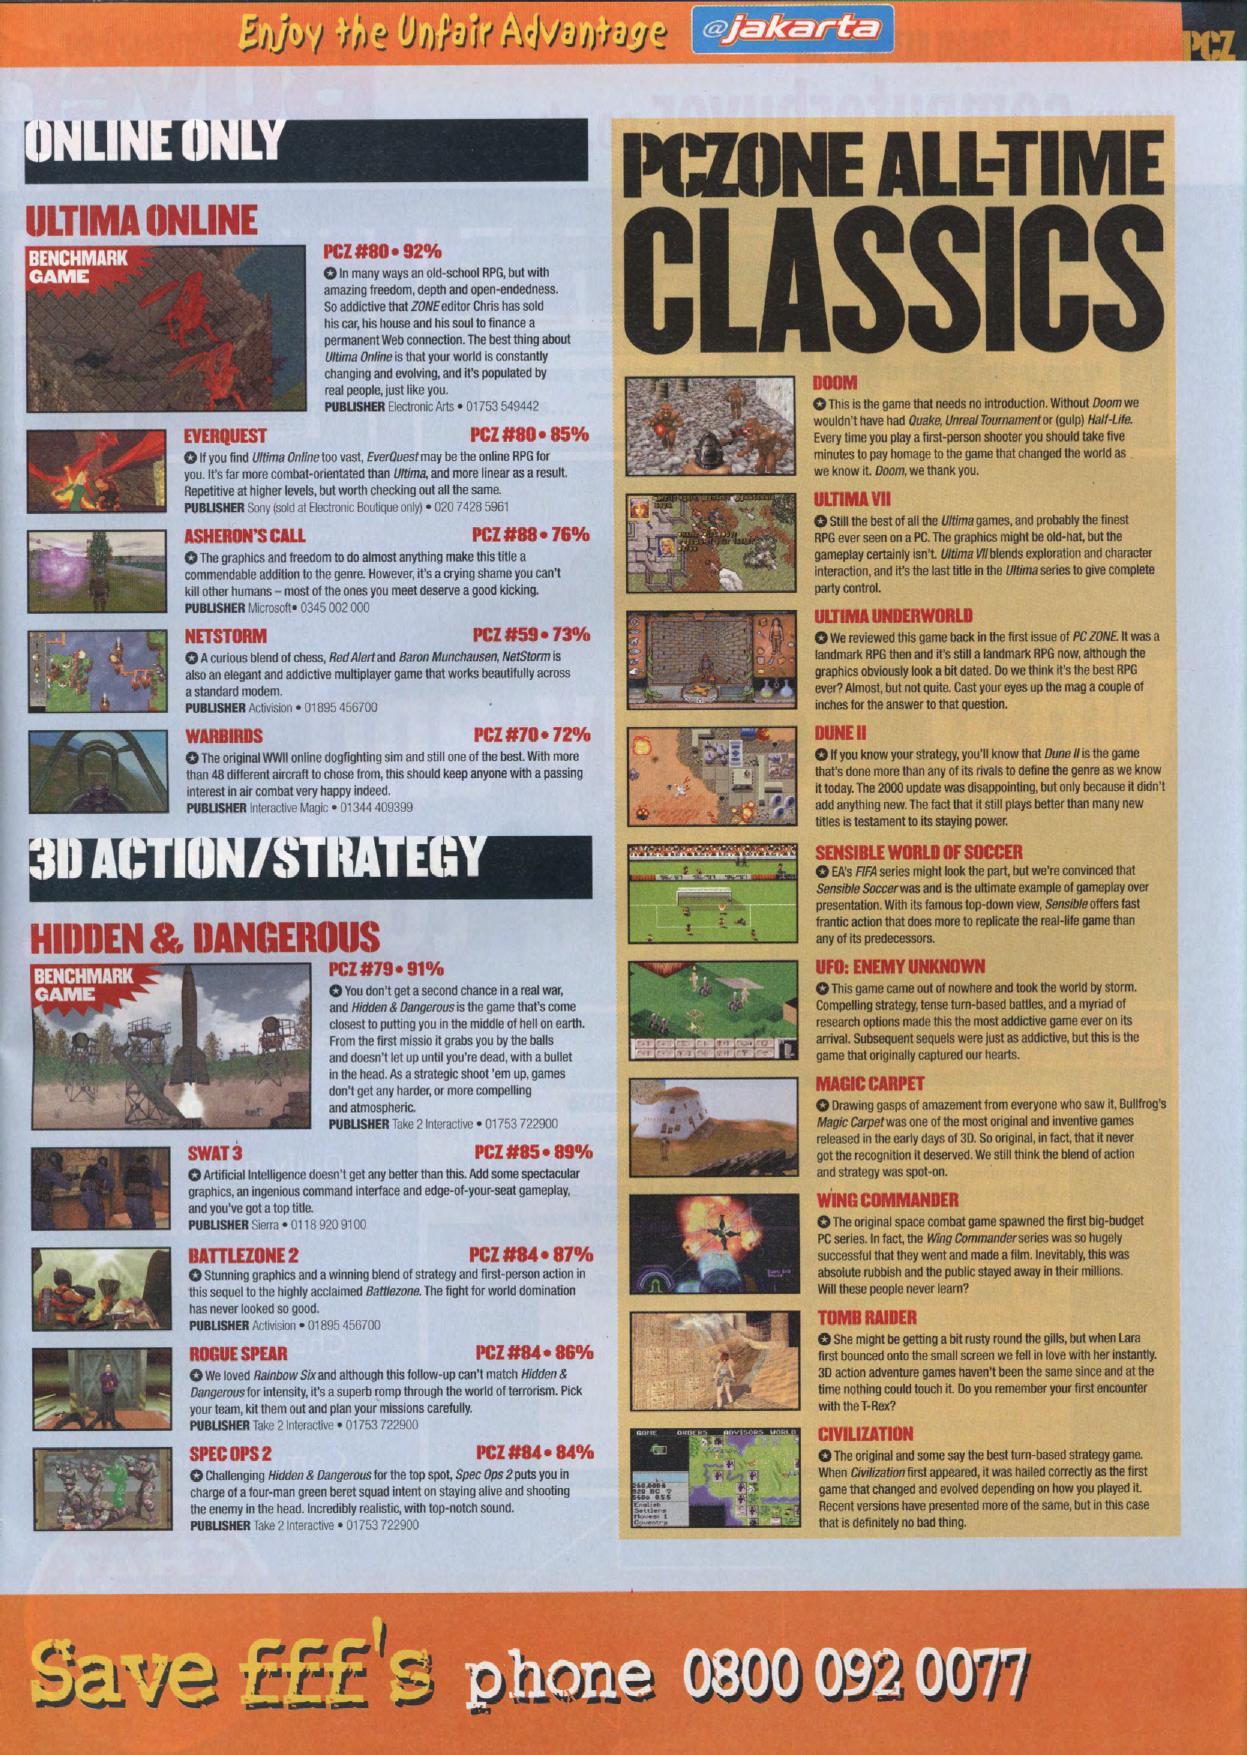 Enjoy the Unfair Advantage
@jakarta
PCZ
ONLINE ONLY
ULTIMA ONLINE
BENCHMARK
GAME
PCZ #80 • 92%
In many ways an old-school RPG, but with
amazing freedom, depth and open-endedness.
So addictive that ZONE editor Chris has sold
his car, his house and his soul to finance a
permanent Web connection. The best thing about
Ultima Online is that your world is constantly
changing and evolving, and it's populated by
real people, just like you.
PUBLISHER Electronic Arts • 01753 549442
EVERQUEST PCZ #80 • 85%
If you find Ultima Online too vast, EverQuest may be the online RPG for
you. It's far more combat-orientated than Ultima, and more linear as a result.
Repetitive at higher levels, but worth checking out all the same.
PUBLISHER Sony (sold at Electronic Boutique only) • 020 7428 5961
ASHERON'S CALL PCZ #88 • 76%
The graphics and freedom to do almost anything make this title a
commendable addition to the genre. However, it's a crying shame you can't
kill other humans – most of the ones you meet deserve a good kicking.
PUBLISHER Microsoft• 0345 002 000
NETSTORM PCZ #59 • 73%
A curious blend of chess, Red Alert and Baron Munchausen, NetStorm is
also an elegant and addictive multiplayer game that works beautifully across
a standard modem.
PUBLISHER Activision • 01895 456700
WARBIRDS PCZ #70 • 72%
The original WWII online dogfighting sim and still one of the best. With more
than 48 different aircraft to chose from, this should keep anyone with a passing
interest in air combat very happy indeed.
PUBLISHER Interactive Magic • 01344 409399
3D ACTION/STRATEGY
HIDDEN & DANGEROUS
BENCHMARK
GAME
PCZ #79 • 91%
You don't get a second chance in a real war,
and Hidden & Dangerous is the game that's come
closest to putting you in the middle of hell on earth.
From the first missio it grabs you by the balls
and doesn't let up until you're dead, with a bullet
in the head. As a strategic shoot 'em up, games
don't get any harder, or more compelling
and atmospheric.
PUBLISHER Take 2 Interactive • 01753 722900
SWAT 3 PCZ #85 • 89%
Artificial Intelligence doesn't get any better than this. Add some spectacular
graphics, an ingenious command interface and edge-of-your-seat gameplay,
and you've got a top title.
PUBLISHER Sierra • 0118 920 9100
BATTLEZONE 2 PCZ #84 • 87%
Stunning graphics and a winning blend of strategy and first-person action in
this sequel to the highly acclaimed Battlezone. The fight for world domination
has never looked so good.
PUBLISHER Activision • 01895 456700
ROGUE SPEAR PCZ #84 • 86%
We loved Rainbow Six and although this follow-up can't match Hidden &
Dangerous for intensity, it's a superb romp through the world of terrorism. Pick
your team, kit them out and plan your missions carefully.
PUBLISHER Take 2 Interactive • 01753 722900
SPEC OPS 2 PCZ #84 • 84%
Challenging Hidden & Dangerous for the top spot, Spec Ops 2 puts you in
charge of a four-man green beret squad intent on staying alive and shooting
the enemy in the head. Incredibly realistic, with top-notch sound.
PUBLISHER Take 2 Interactive • 01753 722900
PCZONE ALL-TIME
CLASSICS
DOOM
This is the game that needs no introduction. Without Doom we
wouldn't have had Quake, Unreal Tournament or (gulp) Half-Life.
Every time you play a first-person shooter you should take five
minutes to pay homage to the game that changed the world as
we know it. Doom, we thank you.
ULTIMA VII
Still the best of all the Ultima games, and probably the finest
RPG ever seen on a PC. The graphics might be old-hat, but the
gameplay certainly isn't. Ultima VII blends exploration and character
interaction, and it's the last title in the Ultima series to give complete
party control.
ULTIMA UNDERWORLD
We reviewed this game back in the first issue of PC ZONE. It was a
landmark RPG then and it's still a landmark RPG now, although the
graphics obviously look a bit dated. Do we think it's the best RPG
ever? Almost, but not quite. Cast your eyes up the mag a couple of
inches for the answer to that question.
DUNE II
If you know your strategy, you'll know that Dune II is the game
that's done more than any of its rivals to define the genre as we know
it today. The 2000 update was disappointing, but only because it didn't
add anything new. The fact that it still plays better than many new
titles is testament to its staying power.
SENSIBLE WORLD OF SOCCER
EA's FIFA series might look the part, but we're convinced that
Sensible Soccer was and is the ultimate example of gameplay over
presentation. With its famous top-down view, Sensible offers fast
frantic action that does more to replicate the real-life game than
any of its predecessors.
UFO: ENEMY UNKNOWN
This game came out of nowhere and took the world by storm.
Compelling strategy, tense turn-based battles, and a myriad of
research options made this the most addictive game ever on its
arrival. Subsequent sequels were just as addictive, but this is the
game that originally captured our hearts.
MAGIC CARPET
Drawing gasps of amazement from everyone who saw it, Bullfrog's
Magic Carpet was one of the most original and inventive games
released in the early days of 3D. So original, in fact, that it never
got the recognition it deserved. We still think the blend of action
and strategy was spot-on.
WING COMMANDER
The original space combat game spawned the first big-budget
PC series. In fact, the Wing Commander series was so hugely
successful that they went and made a film. Inevitably, this was
absolute rubbish and the public stayed away in their millions.
Will these people never learn?
TOMB RAIDER
She might be getting a bit rusty round the gills, but when Lara
first bounced onto the small screen we fell in love with her instantly.
3D action adventure games haven't been the same since and at the
time nothing could touch it. Do you remember your first encounter
with the T-Rex?
GAME ORDERS ADVISORS WORLD
English
Settlers
Moves: 1
Coventry
CIVILIZATION
The original and some say the best turn-based strategy game.
When Civilization first appeared, it was hailed correctly as the first
game that changed and evolved depending on how you played it.
Recent versions have presented more of the same, but in this case
that is definitely no bad thing.
Save £££'s phone 0800 092 0077